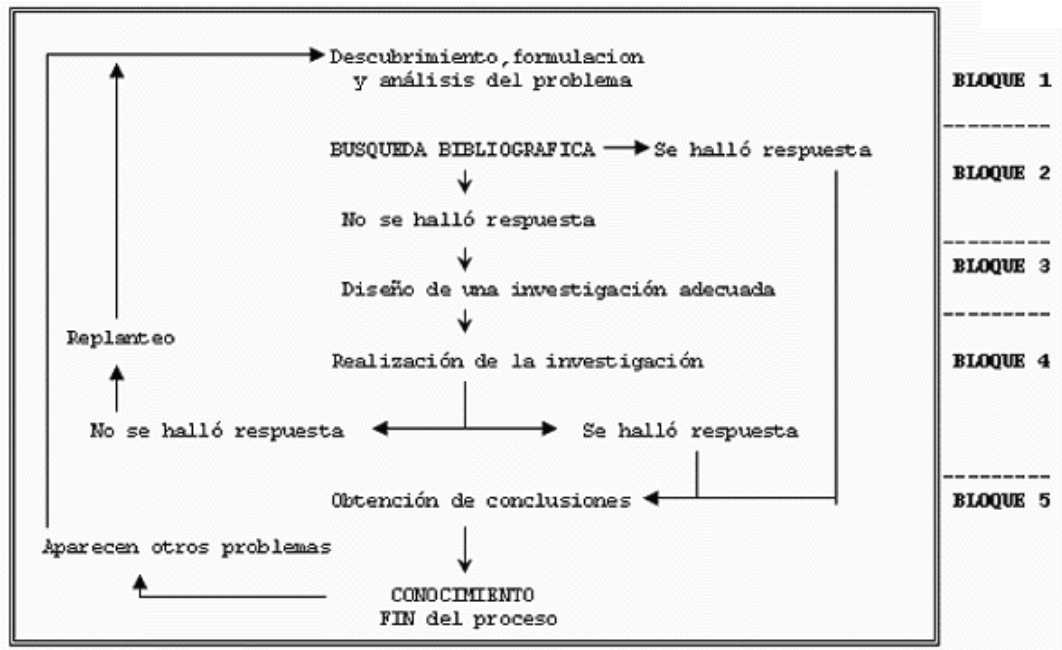 Descubrimiento,formulacion
y análisis del problema
BLOQUE 1
BUSQUEDA BIBLIOGRAFICA
Se halló respuesta
BLOQUE 2
No se halló respuesta
BLOQUE 3
Diseño de una investigación adecuada
Replanteo
Realización de la investigación
BLOQUE 4
No se halló respuesta
Se halló respuesta
Obtención de conclusiones
BLOQUE 5
Aparecen otros problemas
CONOCIMIENTO
FIN del proceso